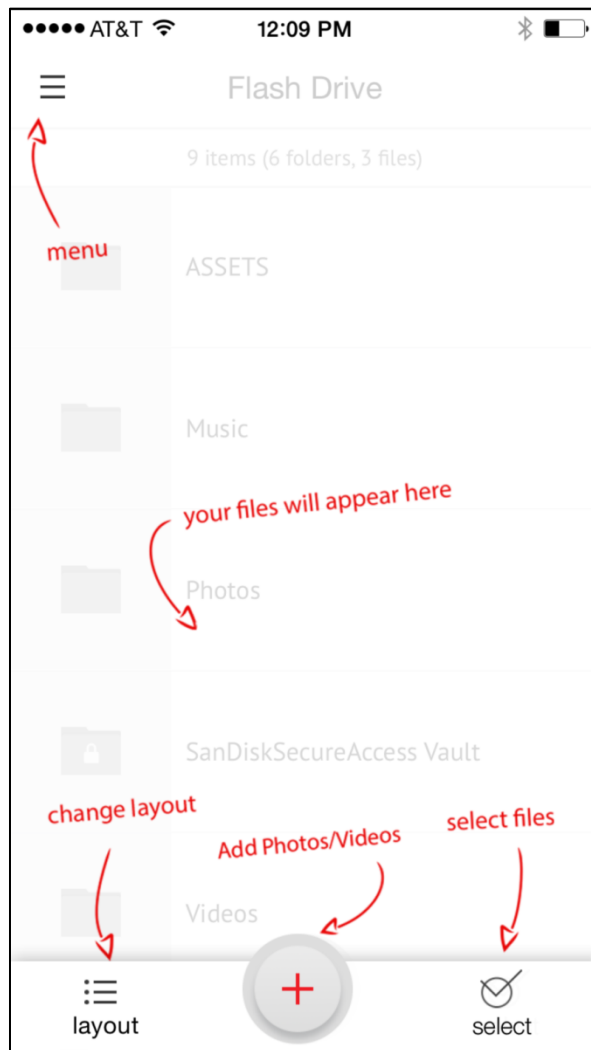 AT&T 12:09 PM
Flash Drive
9 items (6 folders, 3 files)
menu
ASSETS
Music
your files will appear here
Photos
SanDiskSecureAccess Vault
change layout
Add Photos/Videos
select files
Videos
layout
select